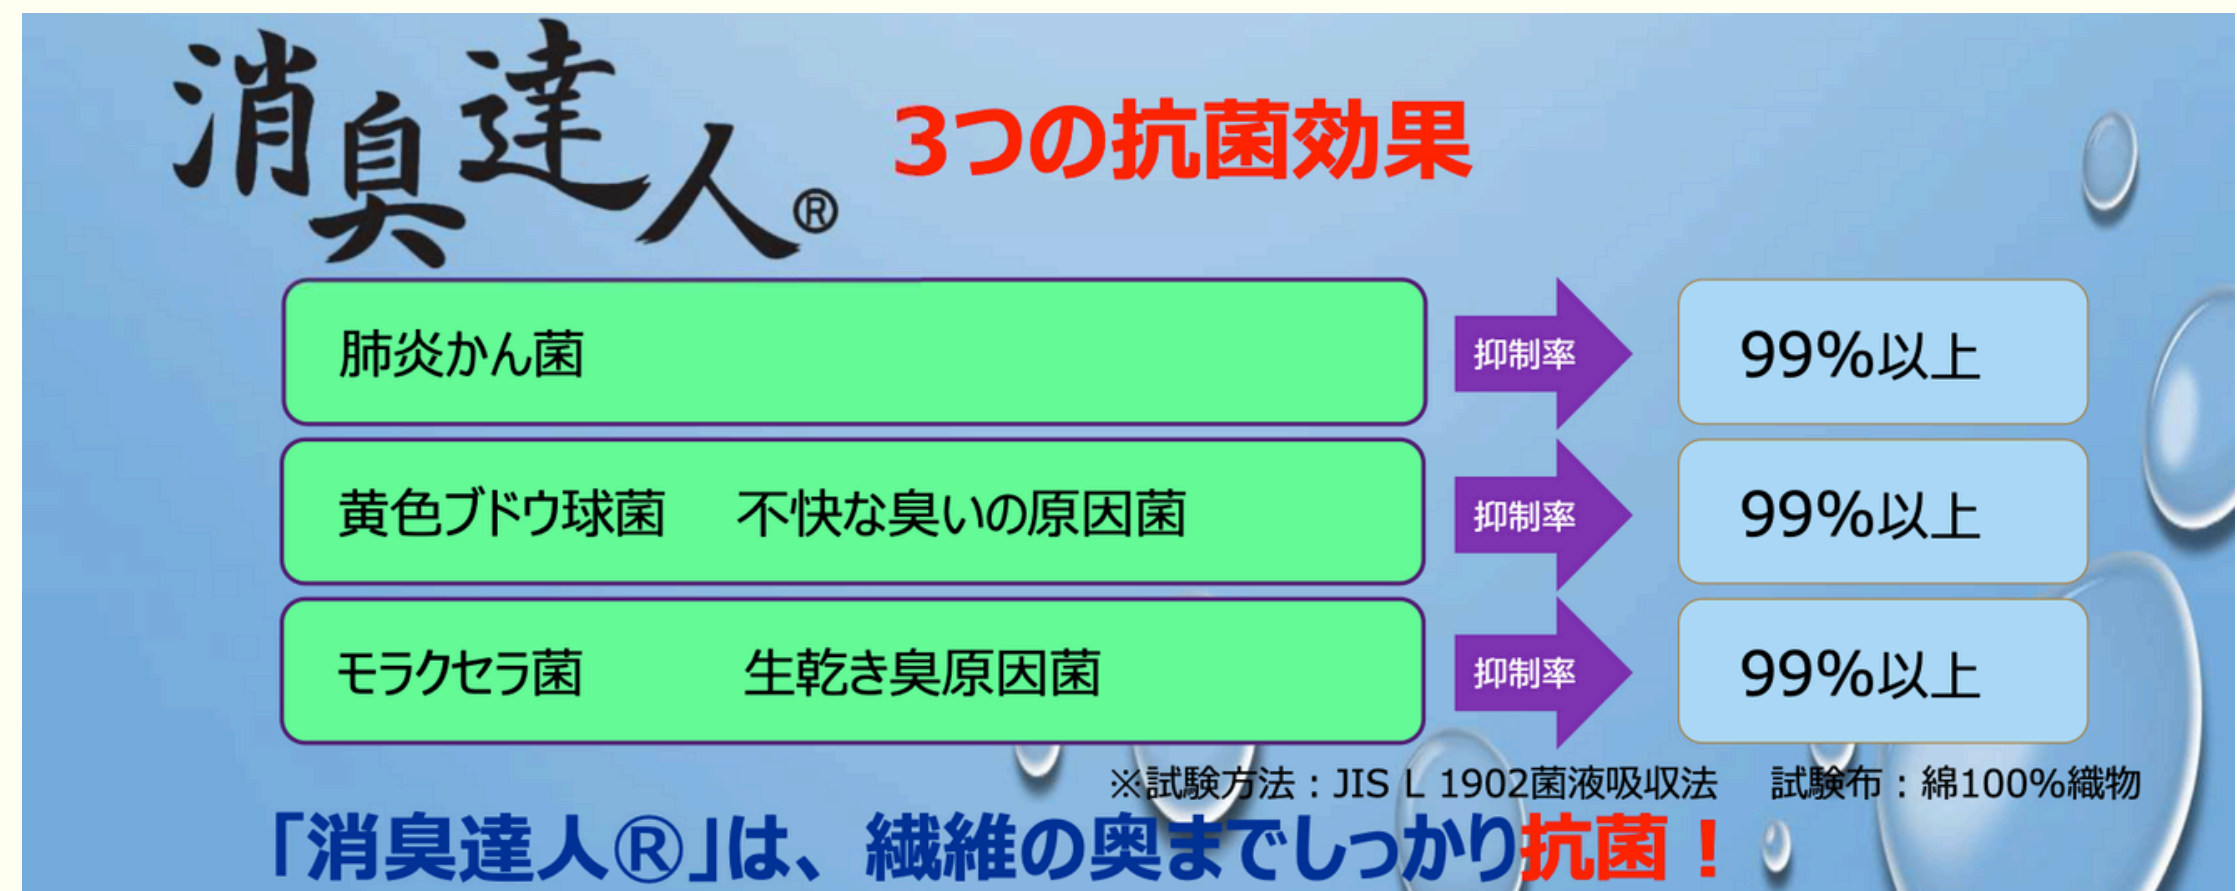 消臭達人® 3つの抗菌効果
肺炎かん菌 抑制率 99%以上
黄色ブドウ球菌 不快な臭いの原因菌 抑制率 99%以上
モラクセラ菌 生乾き臭原因菌 抑制率 99%以上
※試験方法：JIS L 1902菌液吸収法 試験布：綿100%織物
「消臭達人®」は、繊維の奥までしっかり抗菌！